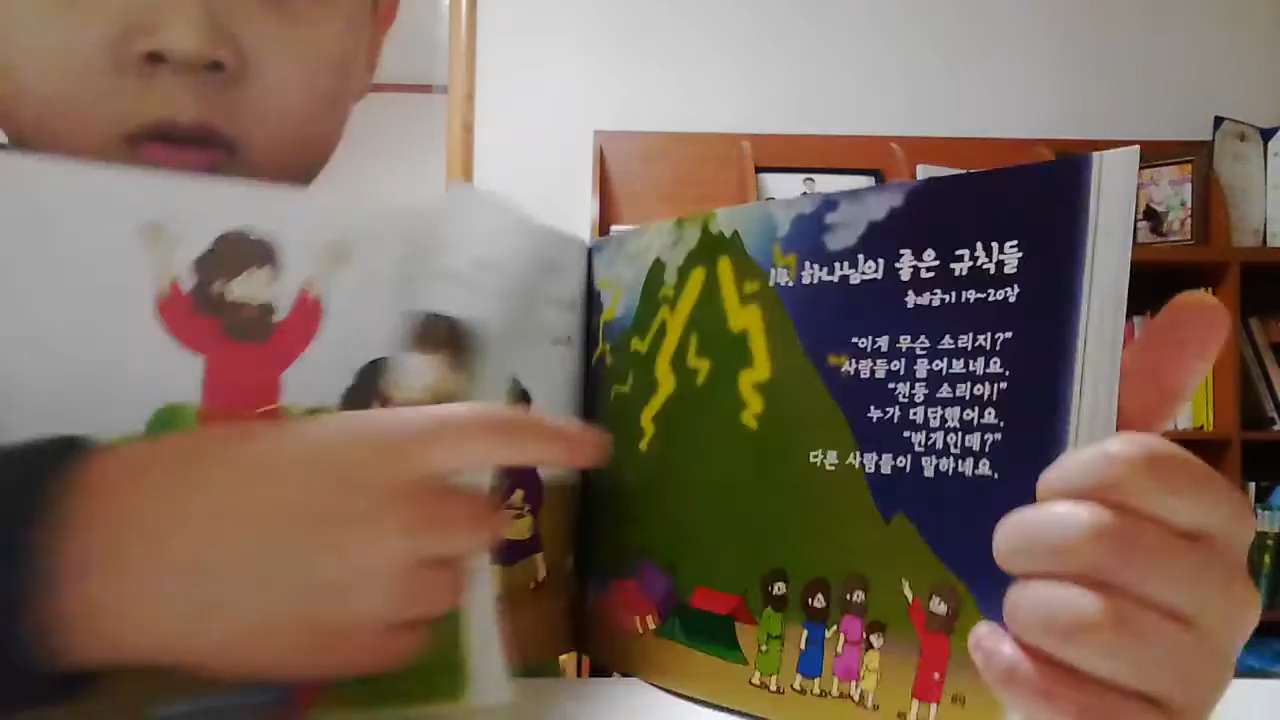 14. 하나님의 좋은 규칙들
출애굽기 19~20장
"이게 무슨 소리지?"
사람들이 물어보네요.
"천둥 소리야!"
누가 대답했어요.
"번개인데?"
다른 사람들이 말하네요.